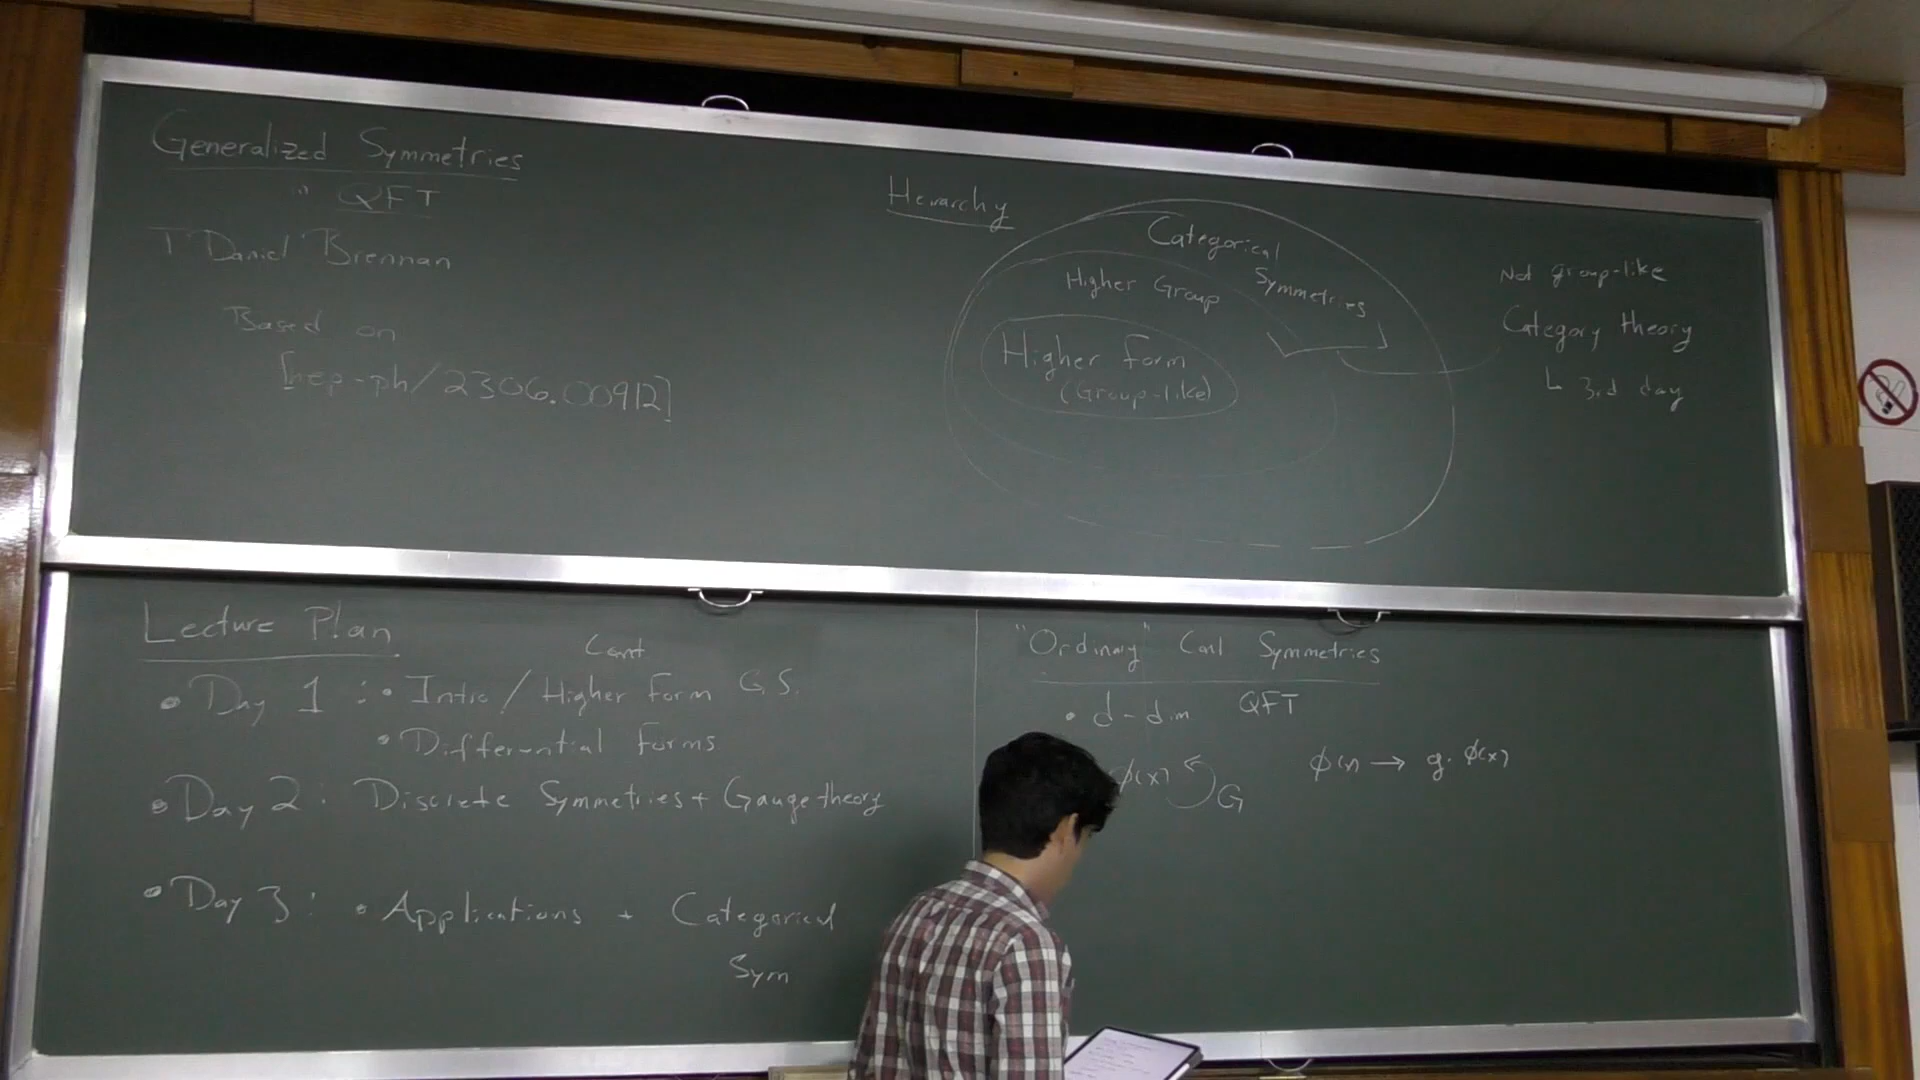 Generalized Symmetries
in QFT
T Daniel Brennan
Based on
[hep-ph/2306.00912]
Hierarchy
Categorical
Symmetries
Higher Group
Higher Form
(Group-like)
Not group-like
Category theory
3rd day
Lecture Plan
Cont
• Day 1 : • Intro / Higher Form G.S.
• Differential Forms
• Day 2 : Discrete Symmetries + Gauge theory
• Day 3 : • Applications + Categorical
Sym
"Ordinary" Cont Symmetries
• d-dim QFT
φ(x) G
φ(x) → g · φ(x)